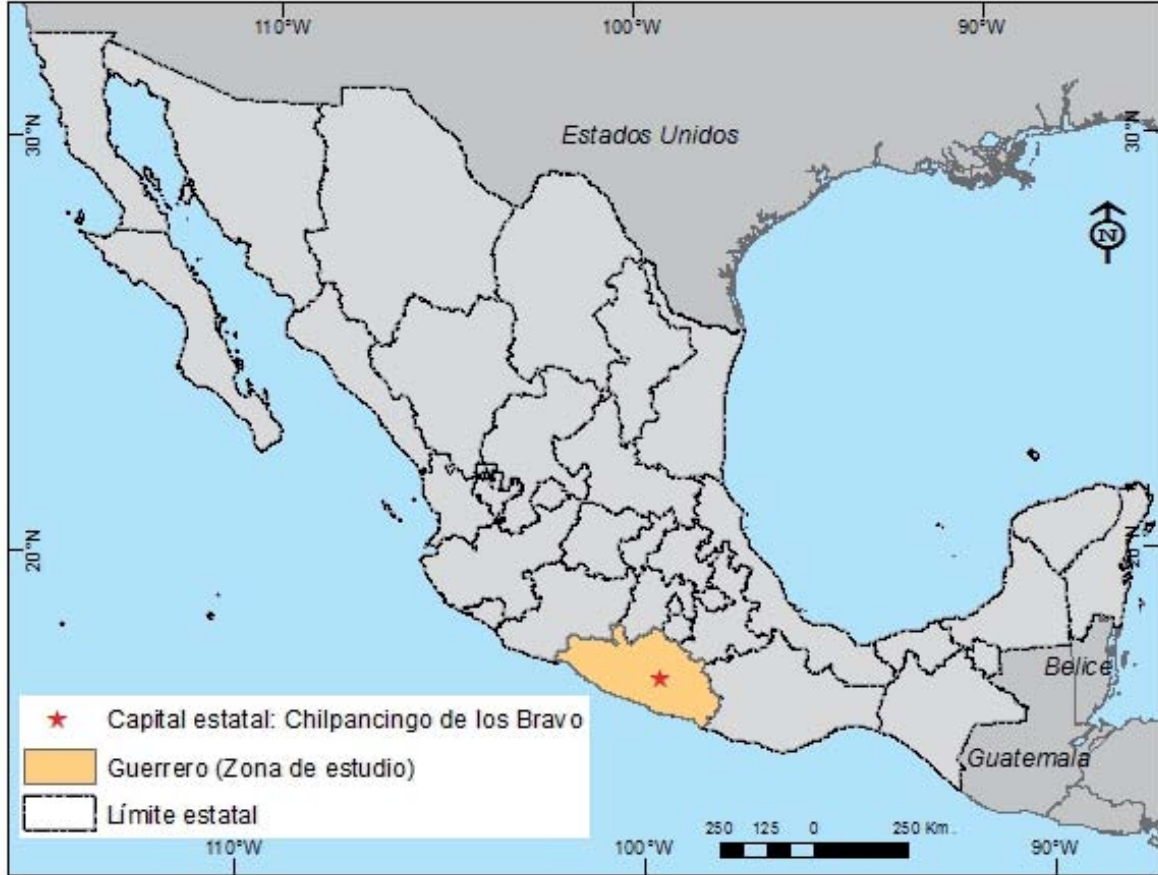 110°W 100°W 90°W
30°N
Estados Unidos
30°N
N
20°N
20°N
Belice
Guatemala
Capital estatal: Chilpancingo de los Bravo
Guerrero (Zona de estudio)
Límite estatal
250 125 0 250 Km.
110°W 100°W 90°W